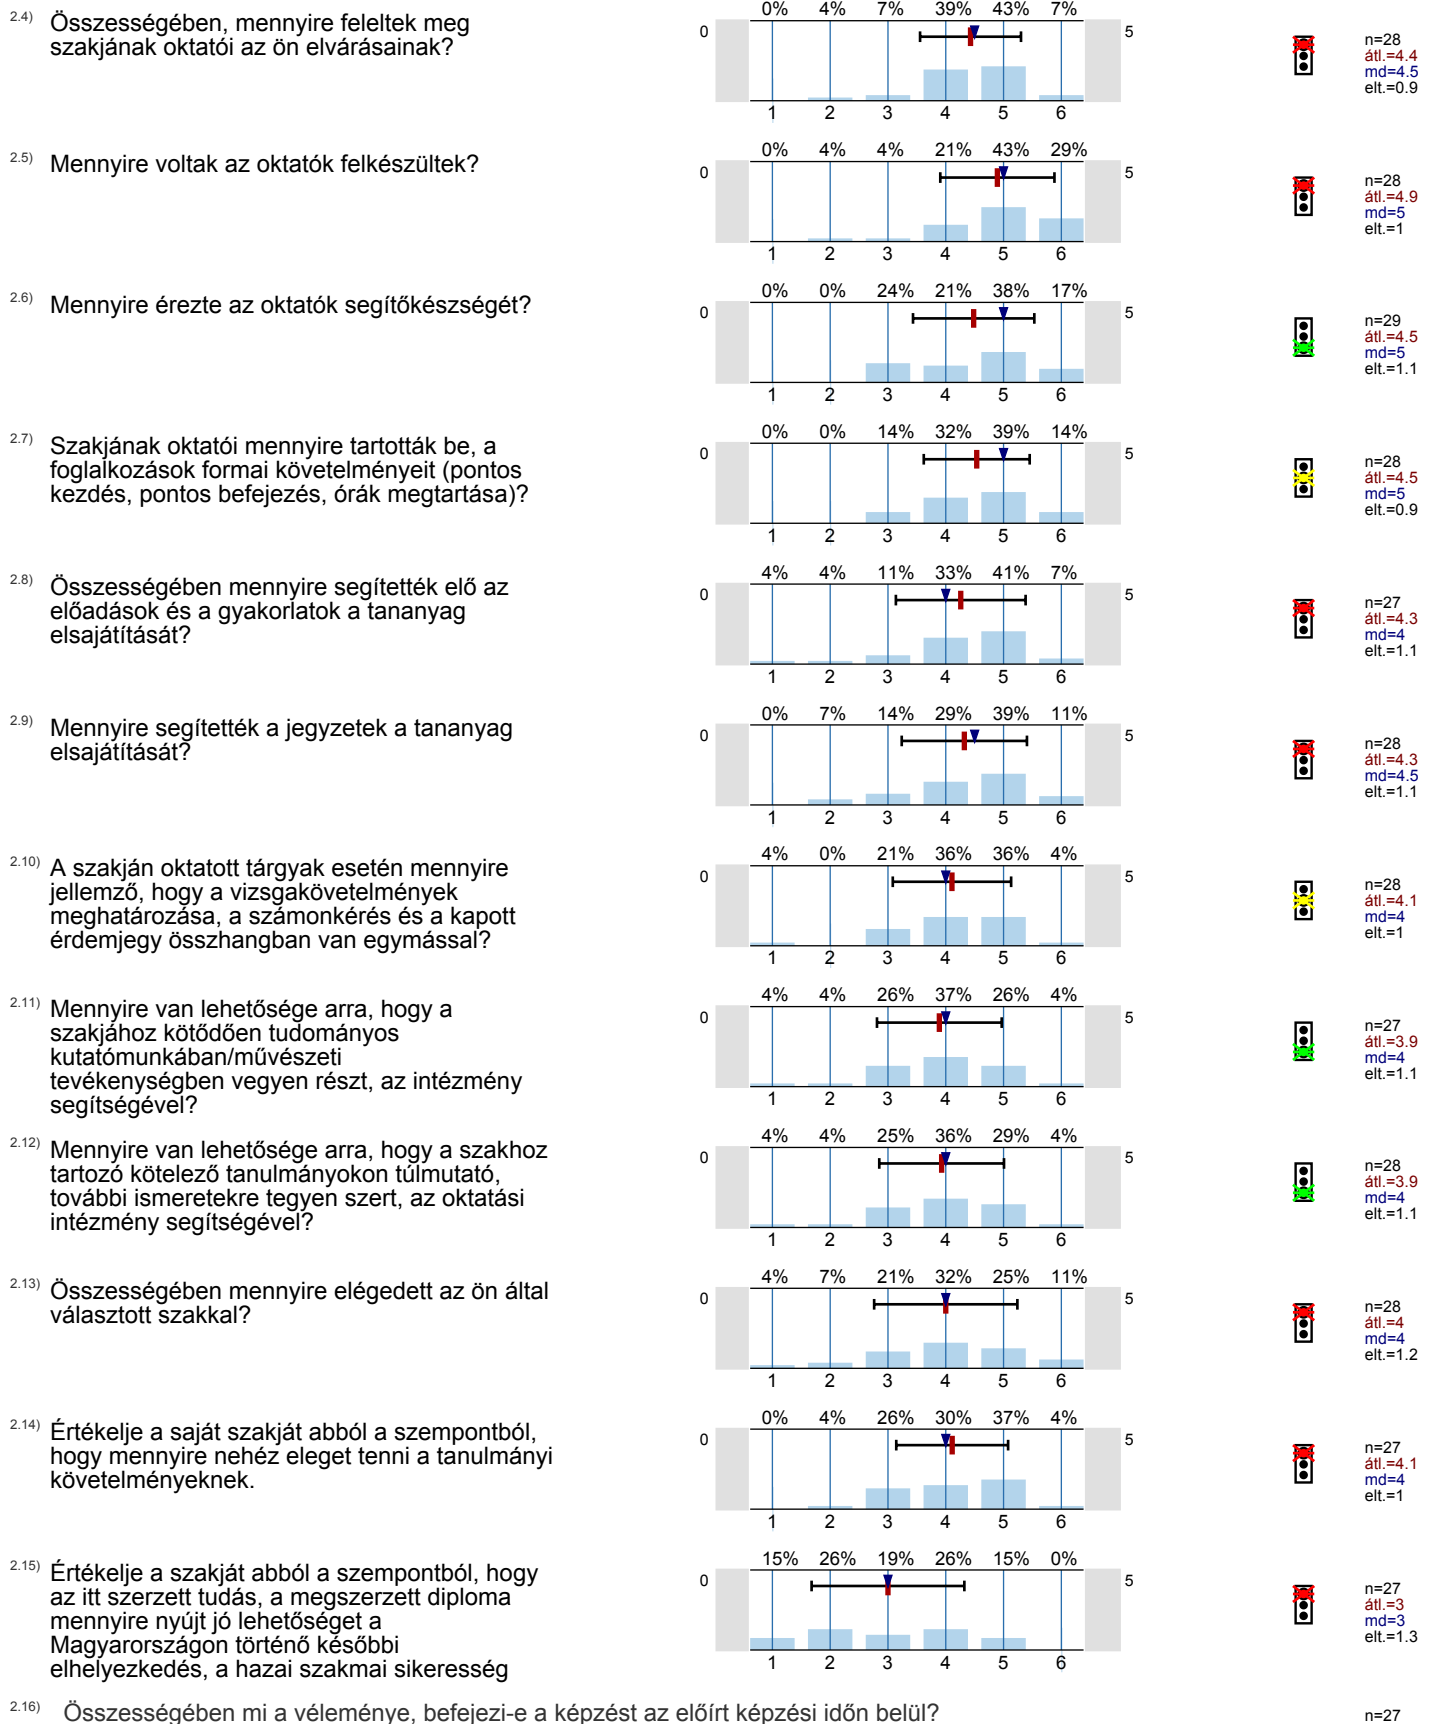 0% 4% 7% 39% 43% 7%
2.4) Összességében, mennyire feleltek meg
szakjának oktatói az ön elvárásainak?
0 5
1 2 3 4 5 6
n=28
átl.=4.4
md=4.5
elt.=0.9
0% 4% 4% 21% 43% 29%
2.5) Mennyire voltak az oktatók felkészültek?
0 5
1 2 3 4 5 6
n=28
átl.=4.9
md=5
elt.=1
0% 0% 24% 21% 38% 17%
2.6) Mennyire érezte az oktatók segítőkészségét?
0 5
1 2 3 4 5 6
n=29
átl.=4.5
md=5
elt.=1.1
0% 0% 14% 32% 39% 14%
2.7) Szakjának oktatói mennyire tartották be, a
foglalkozások formai követelményeit (pontos
kezdés, pontos befejezés, órák megtartása)?
0 5
1 2 3 4 5 6
n=28
átl.=4.5
md=5
elt.=0.9
4% 4% 11% 33% 41% 7%
2.8) Összességében mennyire segítették elő az
előadások és a gyakorlatok a tananyag
elsajátítását?
0 5
1 2 3 4 5 6
n=27
átl.=4.3
md=4
elt.=1.1
0% 7% 14% 29% 39% 11%
2.9) Mennyire segítették a jegyzetek a tananyag
elsajátítását?
0 5
1 2 3 4 5 6
n=28
átl.=4.3
md=4.5
elt.=1.1
4% 0% 21% 36% 36% 4%
2.10) A szakján oktatott tárgyak esetén mennyire
jellemző, hogy a vizsgakövetelmények
meghatározása, a számonkérés és a kapott
érdemjegy összhangban van egymással?
0 5
1 2 3 4 5 6
n=28
átl.=4.1
md=4
elt.=1
4% 4% 26% 37% 26% 4%
2.11) Mennyire van lehetősége arra, hogy a
szakjához kötődően tudományos
kutatómunkában/művészeti
tevékenységben vegyen részt, az intézmény
segítségével?
0 5
1 2 3 4 5 6
n=27
átl.=3.9
md=4
elt.=1.1
4% 4% 25% 36% 29% 4%
2.12) Mennyire van lehetősége arra, hogy a szakhoz
tartozó kötelező tanulmányokon túlmutató,
további ismeretekre tegyen szert, az oktatási
intézmény segítségével?
0 5
1 2 3 4 5 6
n=28
átl.=3.9
md=4
elt.=1.1
4% 7% 21% 32% 25% 11%
2.13) Összességében mennyire elégedett az ön által
választott szakkal?
0 5
1 2 3 4 5 6
n=28
átl.=4
md=4
elt.=1.2
0% 4% 26% 30% 37% 4%
2.14) Értékelje a saját szakját abból a szempontból,
hogy mennyire nehéz eleget tenni a tanulmányi
követelményeknek.
0 5
1 2 3 4 5 6
n=27
átl.=4.1
md=4
elt.=1
15% 26% 19% 26% 15% 0%
2.15) Értékelje a szakját abból a szempontból, hogy
az itt szerzett tudás, a megszerzett diploma
mennyire nyújt jó lehetőséget a
Magyarországon történő későbbi
elhelyezkedés, a hazai szakmai sikeresség
0 5
1 2 3 4 5 6
n=27
átl.=3
md=3
elt.=1.3
2.16) Összességében mi a véleménye, befejezi-e a képzést az előírt képzési időn belül?
n=27